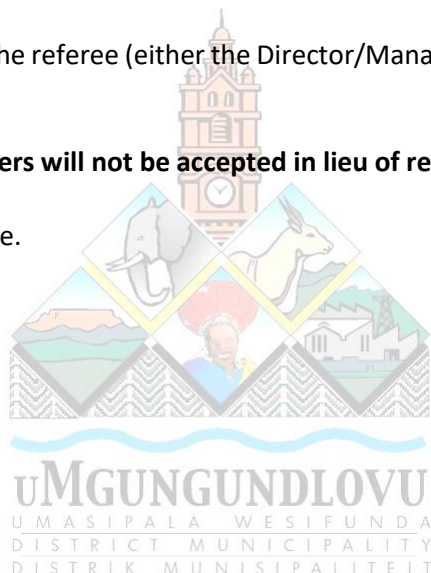 he referee (either the Director/Mana
ers will not be accepted in lieu of re
e.
uMGUNGUNDLOVU
UMASIPALA WESIFUNDA
DISTRICT MUNICIPALITY
DISTRIK MUNISIPALITEIT